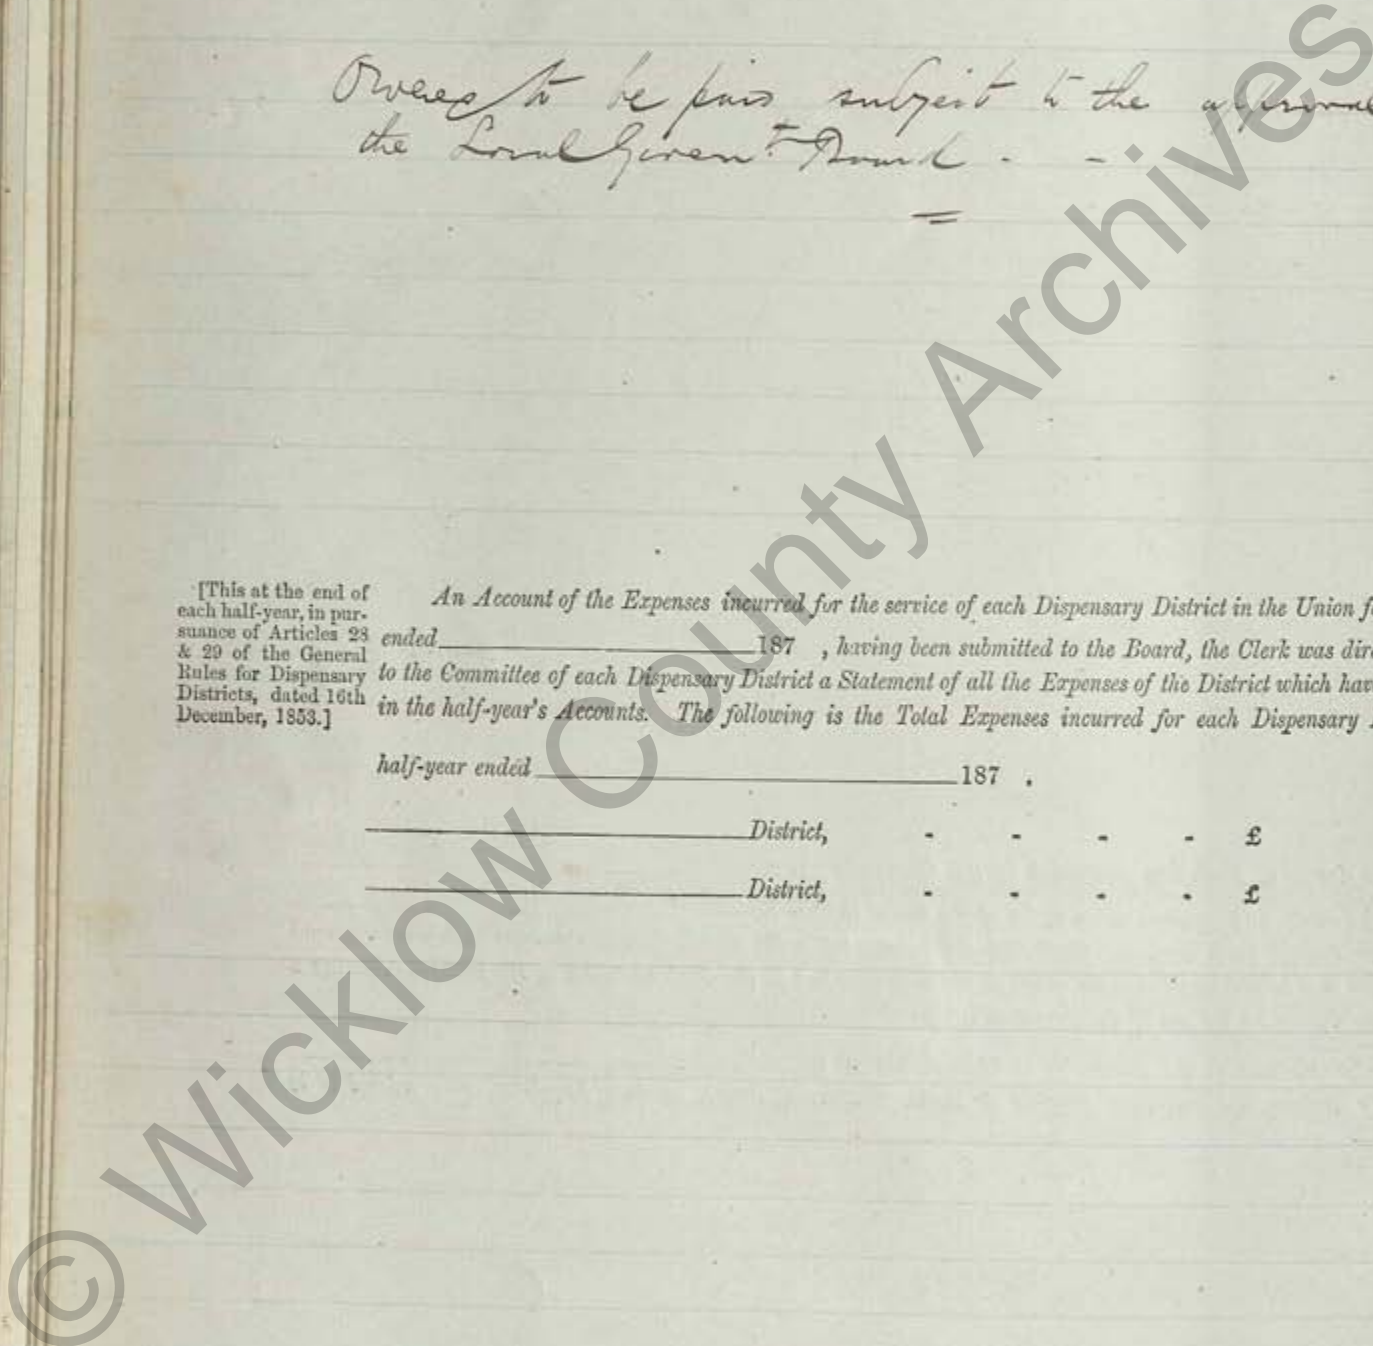 Ordered to be paid subject to the approval
the Local Governt. Board . -
[This at the end of
each half-year, in pur-
suance of Articles 28
& 29 of the General
Rules for Dispensary
Districts, dated 16th
December, 1853.]
An Account of the Expenses incurred for the service of each Dispensary District in the Union f
ended 187 , having been submitted to the Board, the Clerk was dir
to the Committee of each Dispensary District a Statement of all the Expenses of the District which hav
in the half-year's Accounts. The following is the Total Expenses incurred for each Dispensary
half-year ended 187 .
District, - - - - £
District, - - - - £
© Wicklow County Archives